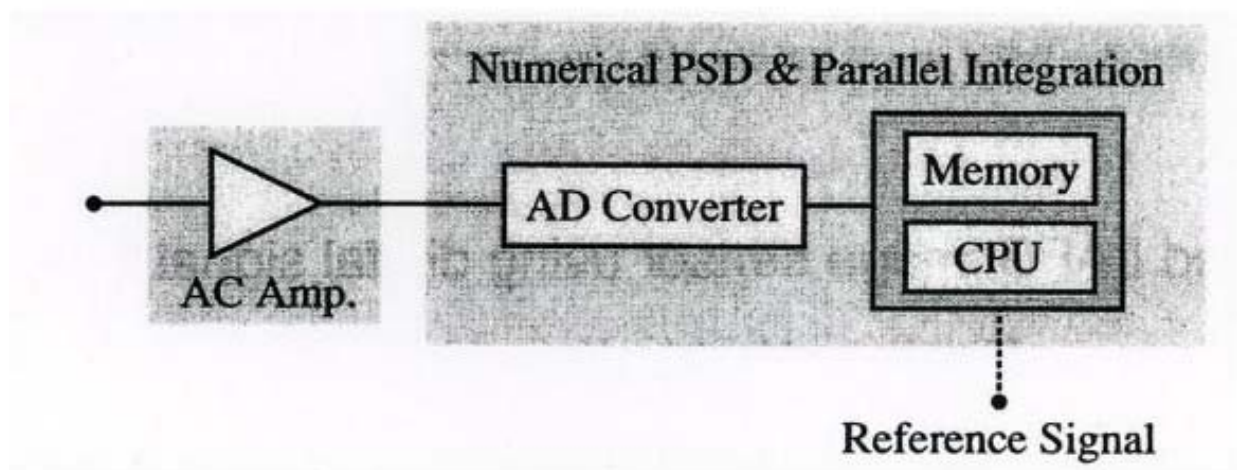 Numerical PSD & Parallel Integration
Memory
AD Converter
CPU
AC Amp.
Reference Signal